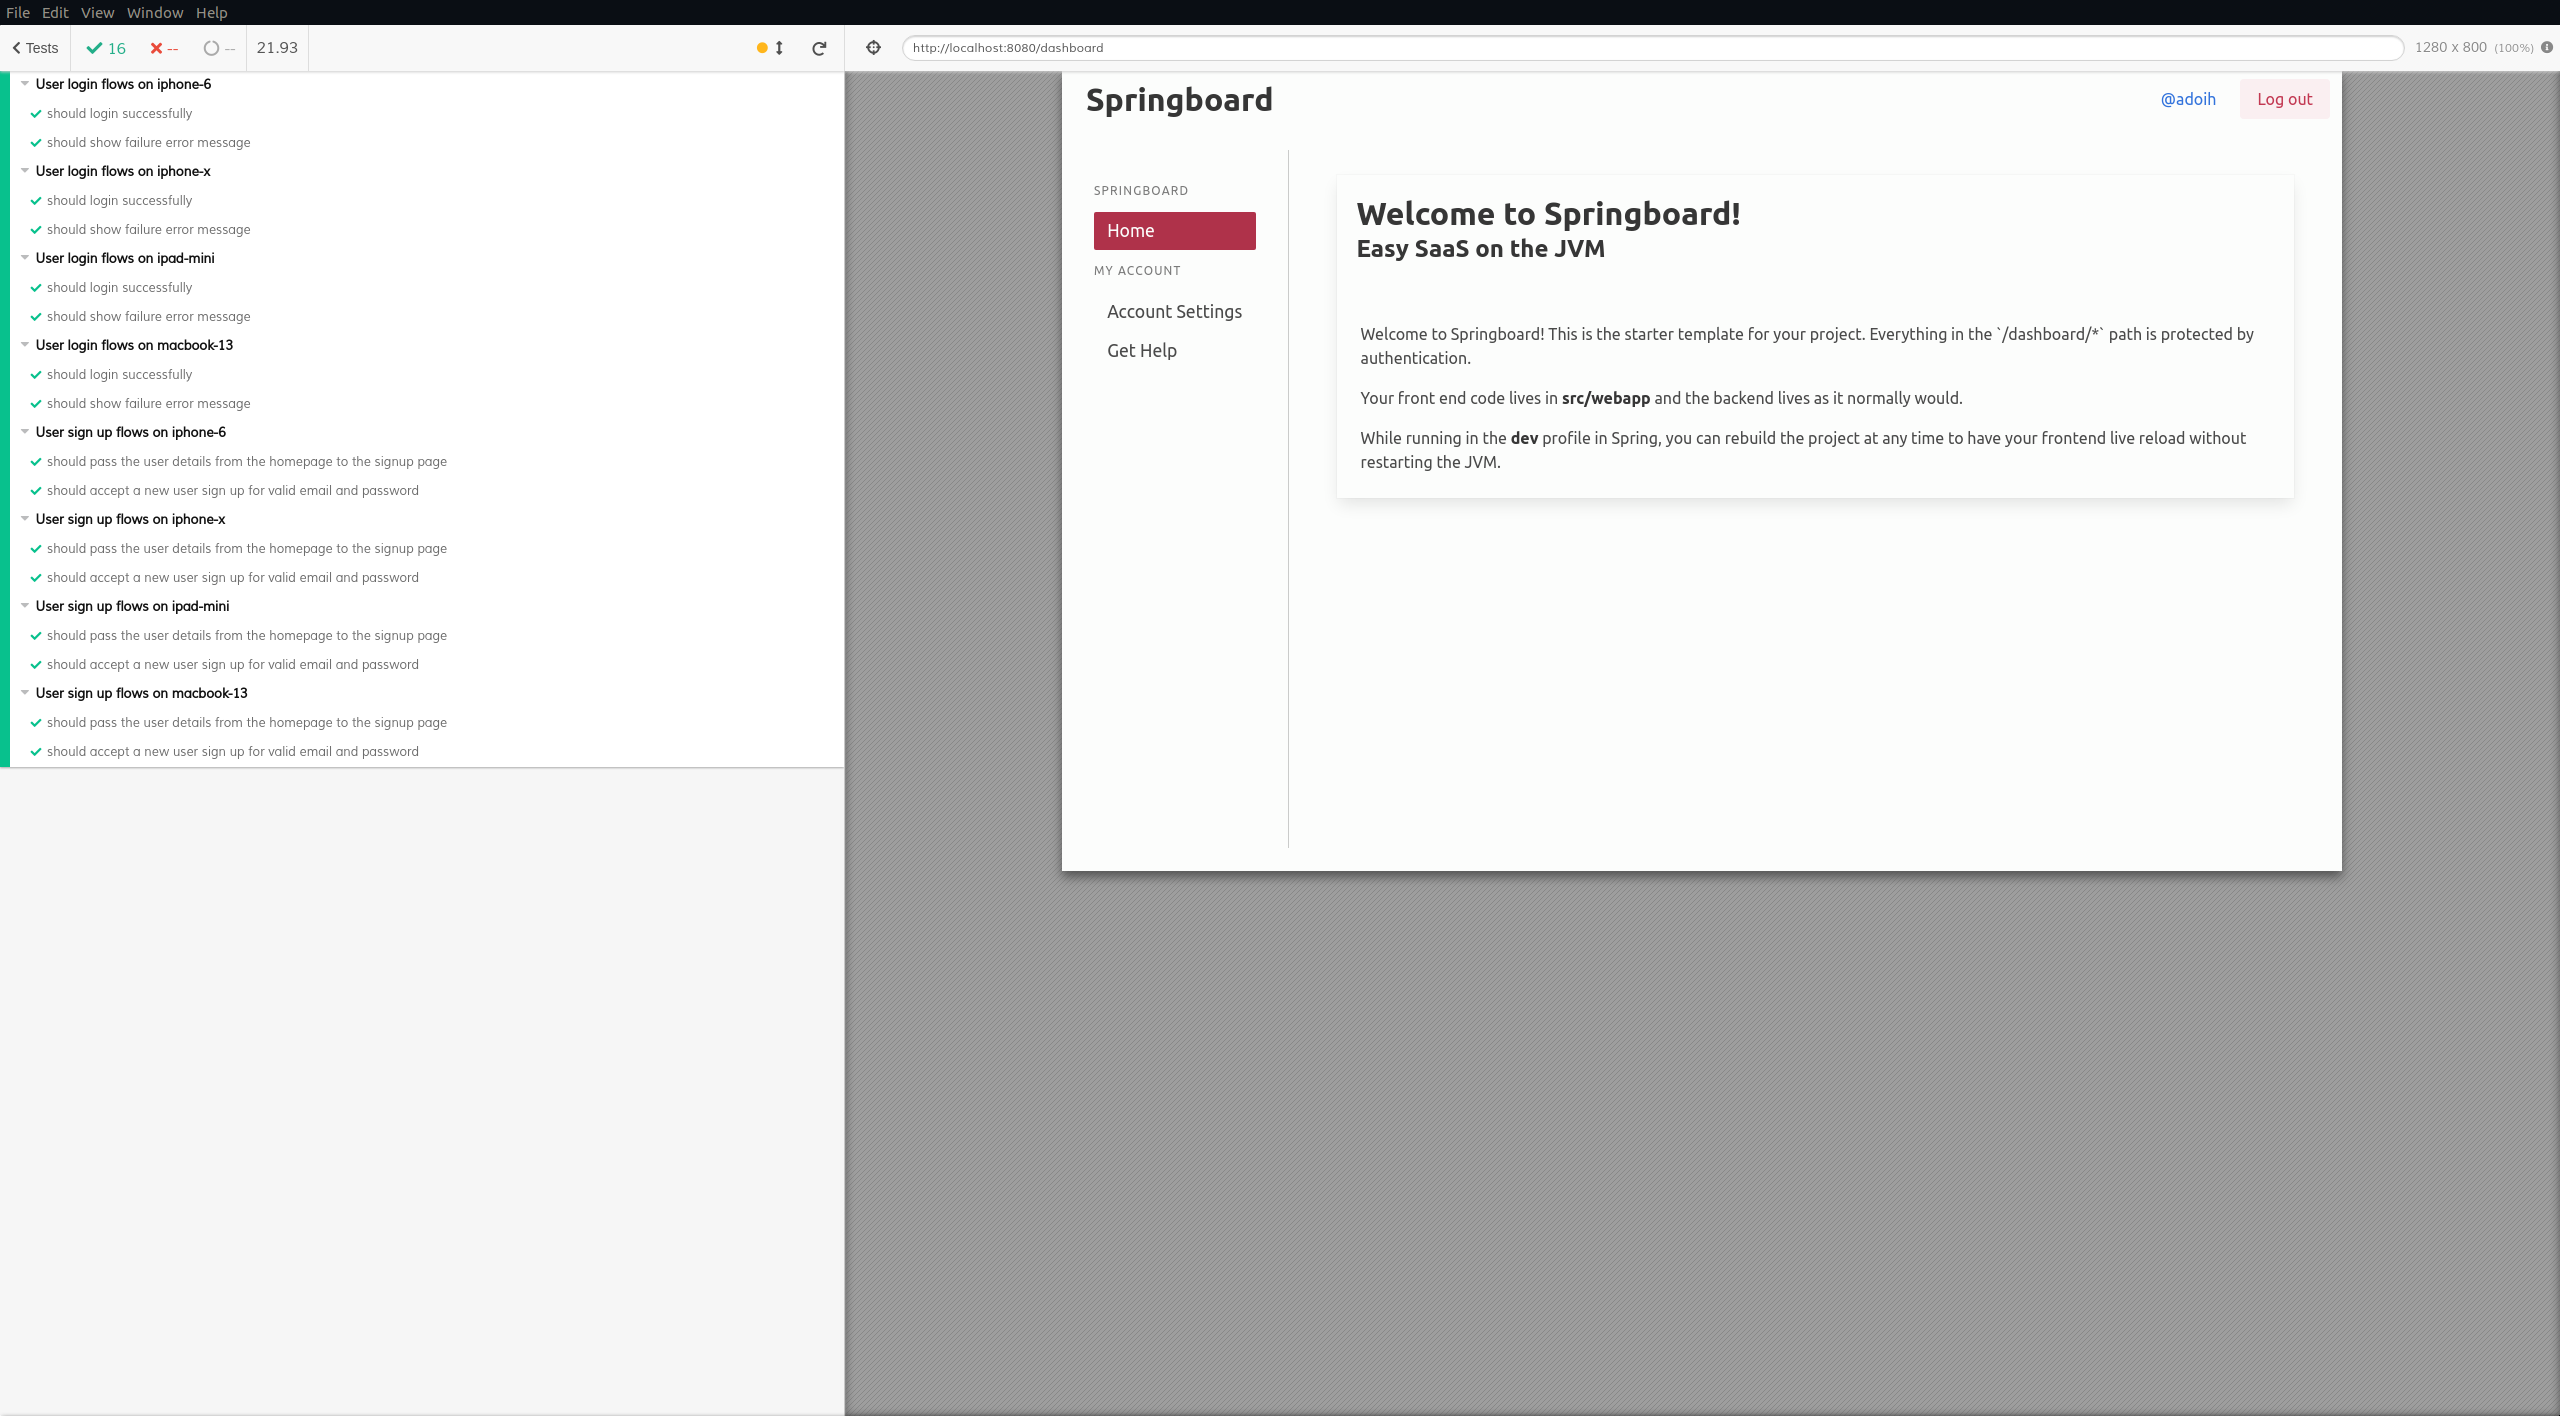 File Edit View Window Help
Tests 16 -- -- 21.93
http://localhost:8080/dashboard 1280 x 800 (100%)
User login flows on iphone-6
should login successfully
should show failure error message
User login flows on iphone-x
should login successfully
should show failure error message
User login flows on ipad-mini
should login successfully
should show failure error message
User login flows on macbook-13
should login successfully
should show failure error message
User sign up flows on iphone-6
should pass the user details from the homepage to the signup page
should accept a new user sign up for valid email and password
User sign up flows on iphone-x
should pass the user details from the homepage to the signup page
should accept a new user sign up for valid email and password
User sign up flows on ipad-mini
should pass the user details from the homepage to the signup page
should accept a new user sign up for valid email and password
User sign up flows on macbook-13
should pass the user details from the homepage to the signup page
should accept a new user sign up for valid email and password
Springboard
@adoih Log out
SPRINGBOARD
Home
MY ACCOUNT
Account Settings
Get Help
Welcome to Springboard!
Easy SaaS on the JVM
Welcome to Springboard! This is the starter template for your project. Everything in the `/dashboard/*` path is protected by
authentication.
Your front end code lives in src/webapp and the backend lives as it normally would.
While running in the dev profile in Spring, you can rebuild the project at any time to have your frontend live reload without
restarting the JVM.